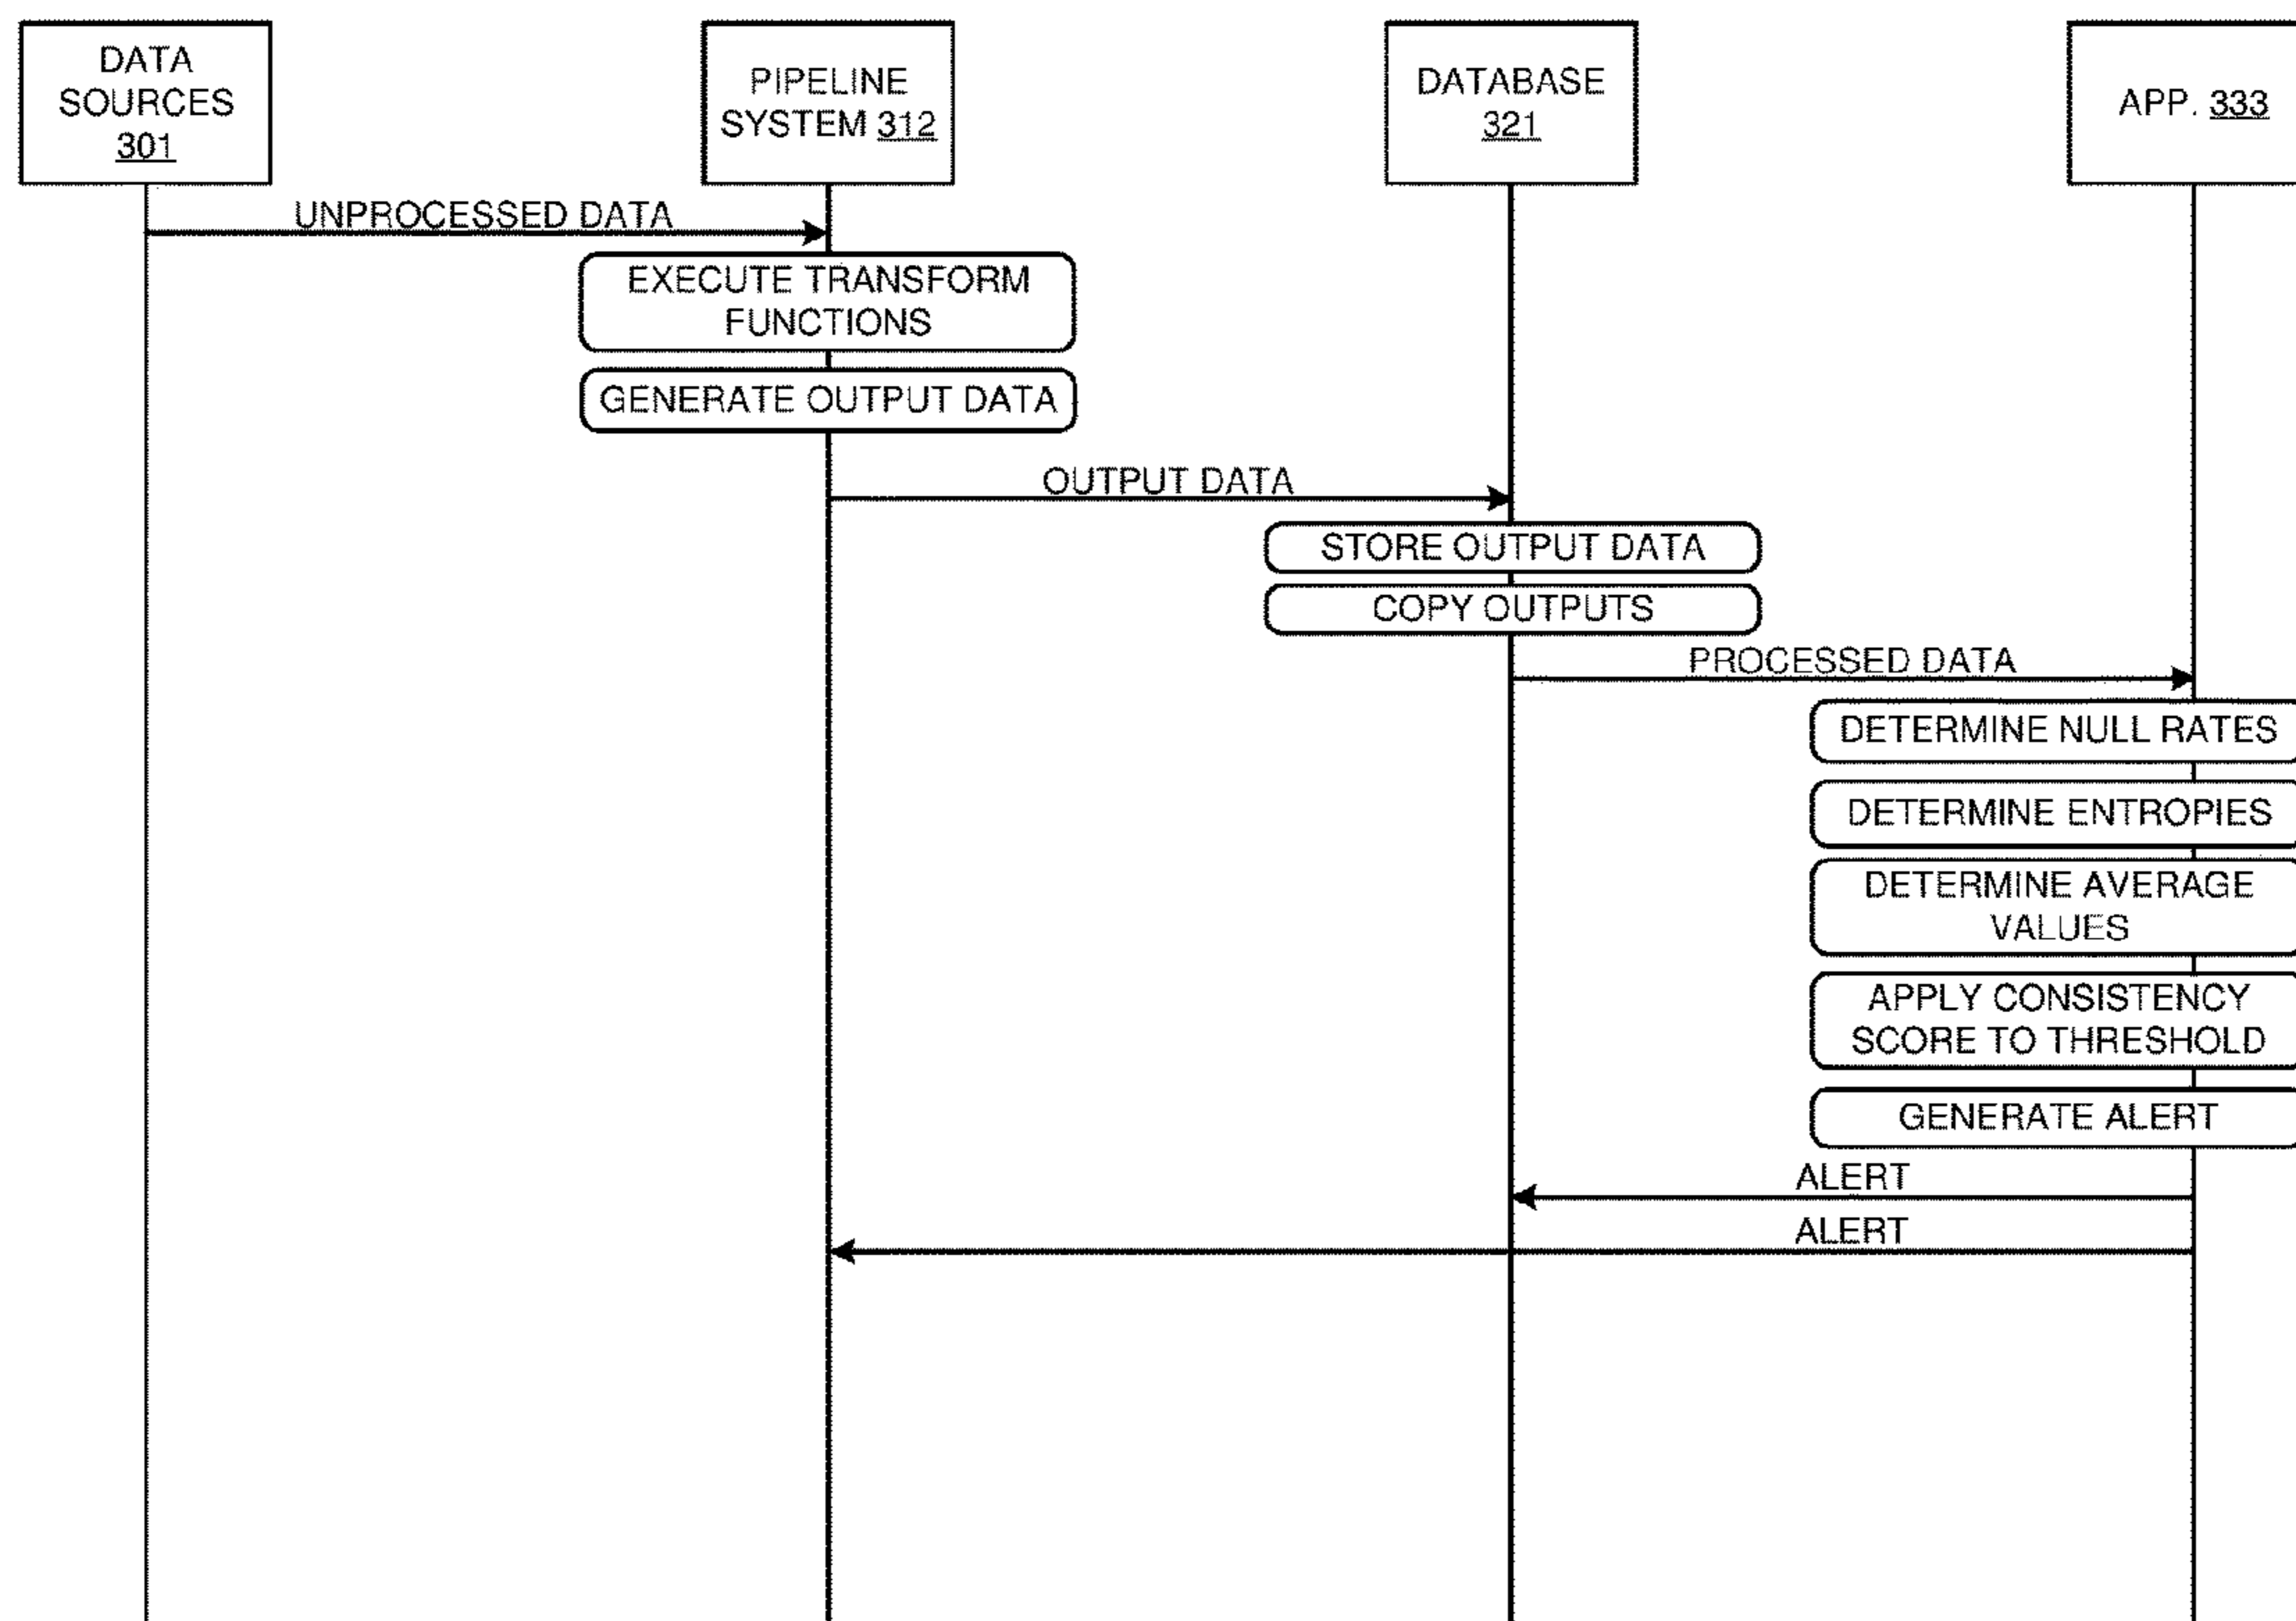 DATA
SOURCES
301
PIPELINE
SYSTEM 312
DATABASE
321
APP. 333
UNPROCESSED DATA
EXECUTE TRANSFORM
FUNCTIONS
GENERATE OUTPUT DATA
OUTPUT DATA
STORE OUTPUT DATA
COPY OUTPUTS
PROCESSED DATA
DETERMINE NULL RATES
DETERMINE ENTROPIES
DETERMINE AVERAGE
VALUES
APPLY CONSISTENCY
SCORE TO THRESHOLD
GENERATE ALERT
ALERT
ALERT